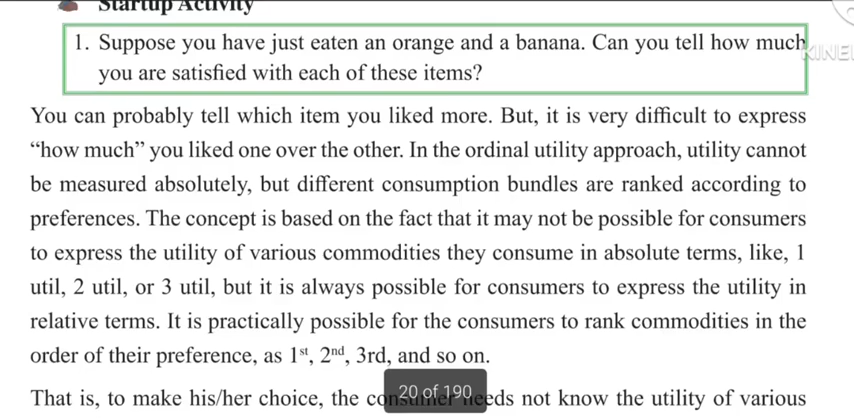 Startup Activity
1. Suppose you have just eaten an orange and a banana. Can you tell how much
you are satisfied with each of these items?
KINE
You can probably tell which item you liked more. But, it is very difficult to express
“how much” you liked one over the other. In the ordinal utility approach, utility cannot
be measured absolutely, but different consumption bundles are ranked according to
preferences. The concept is based on the fact that it may not be possible for consumers
to express the utility of various commodities they consume in absolute terms, like, 1
util, 2 util, or 3 util, but it is always possible for consumers to express the utility in
relative terms. It is practically possible for the consumers to rank commodities in the
order of their preference, as 1st, 2nd, 3rd, and so on.
That is, to make his/her choice, the consumer needs not know the utility of various
20 of 190